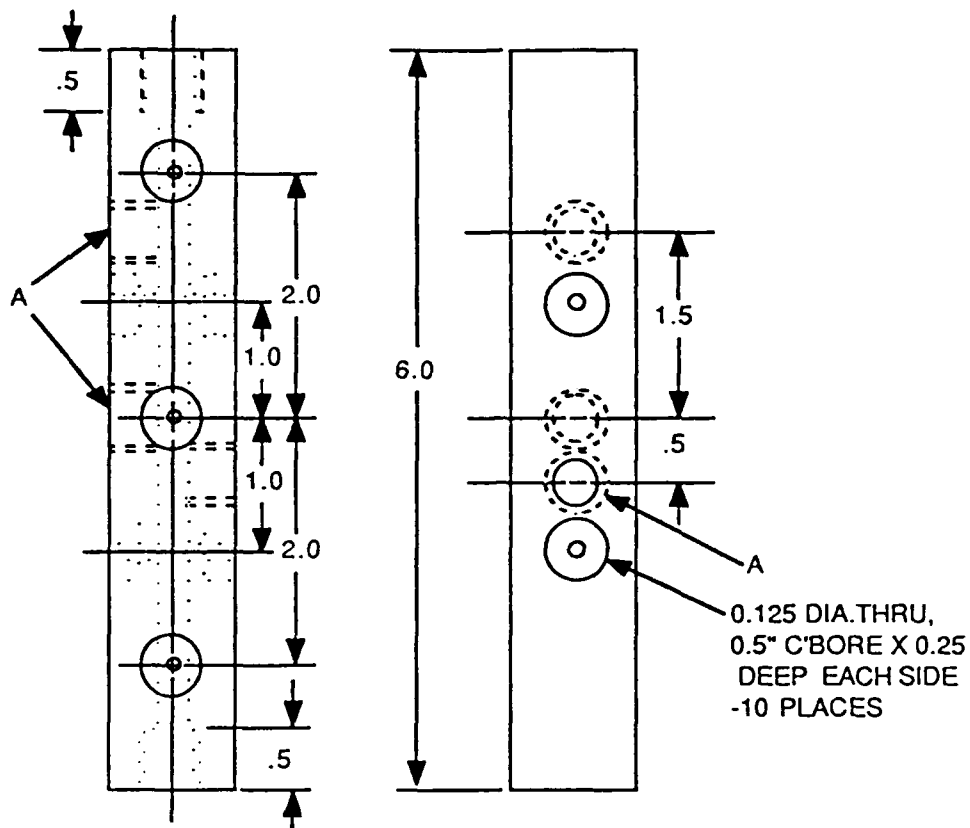 .5
A
2.0
1.0
1.0
2.0
.5
6.0
1.5
.5
A
0.125 DIA.THRU,
0.5" C'BORE X 0.25
DEEP EACH SIDE
-10 PLACES